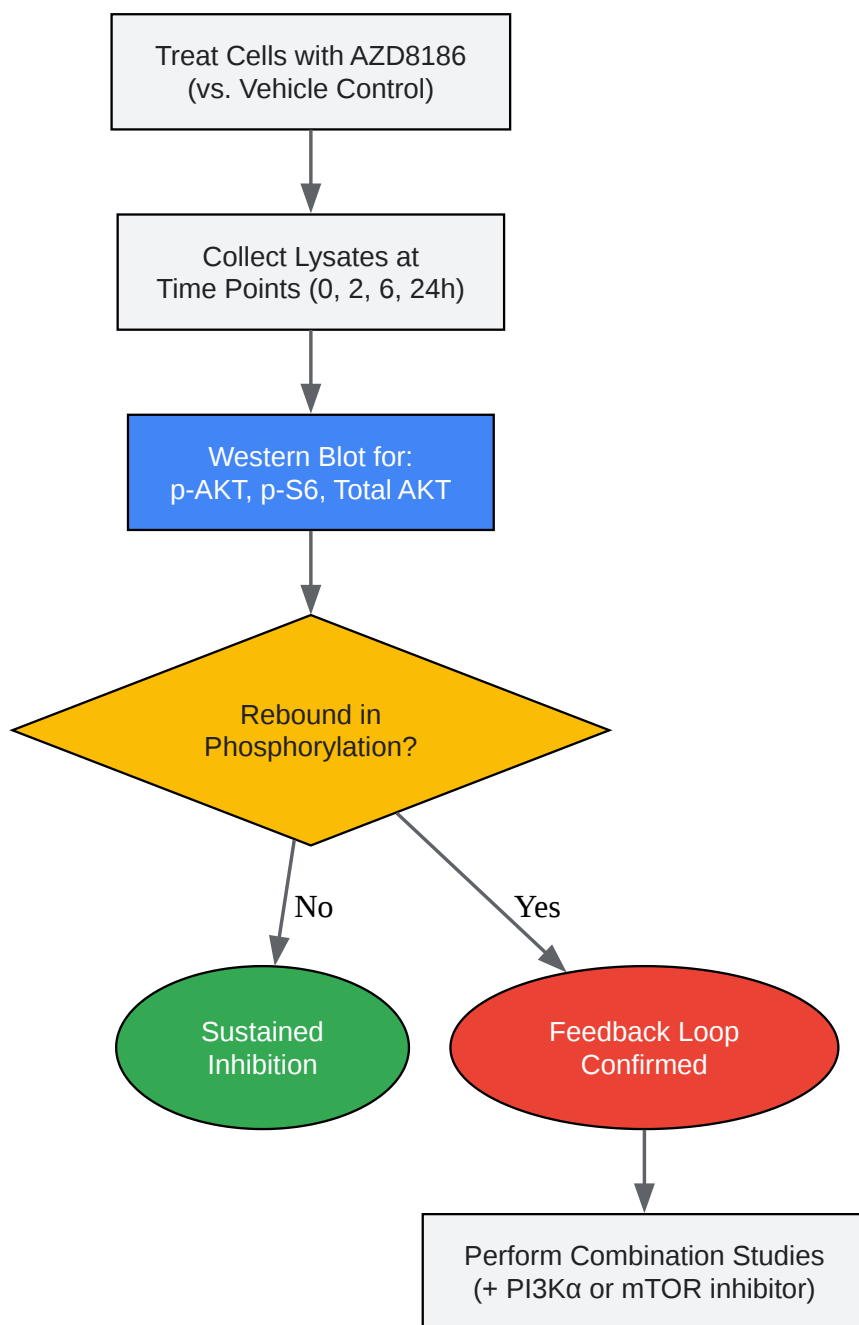 Treat Cells with AZD8186
(vs. Vehicle Control)
Collect Lysates at
Time Points (0, 2, 6, 24h)
Western Blot for:
p-AKT, p-S6, Total AKT
Rebound in
Phosphorylation?
No
Yes
Sustained
Inhibition
Feedback Loop
Confirmed
Perform Combination Studies
(+ PI3Kα or mTOR inhibitor)